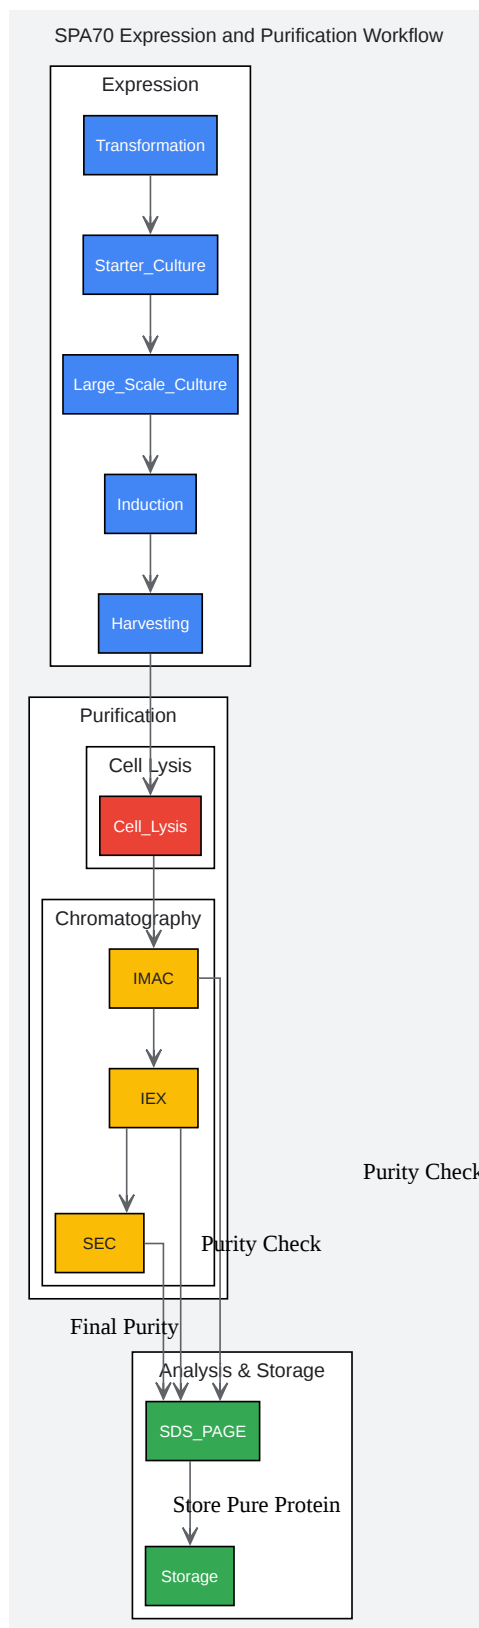 SPA70 Expression and Purification Workflow
Expression
Transformation
Starter_Culture
Large_Scale_Culture
Induction
Harvesting
Purification
Cell Lysis
Cell_Lysis
Chromatography
IMAC
IEX
Purity Check
SEC
Purity Check
Final Purity
Analysis & Storage
SDS_PAGE
Store Pure Protein
Storage